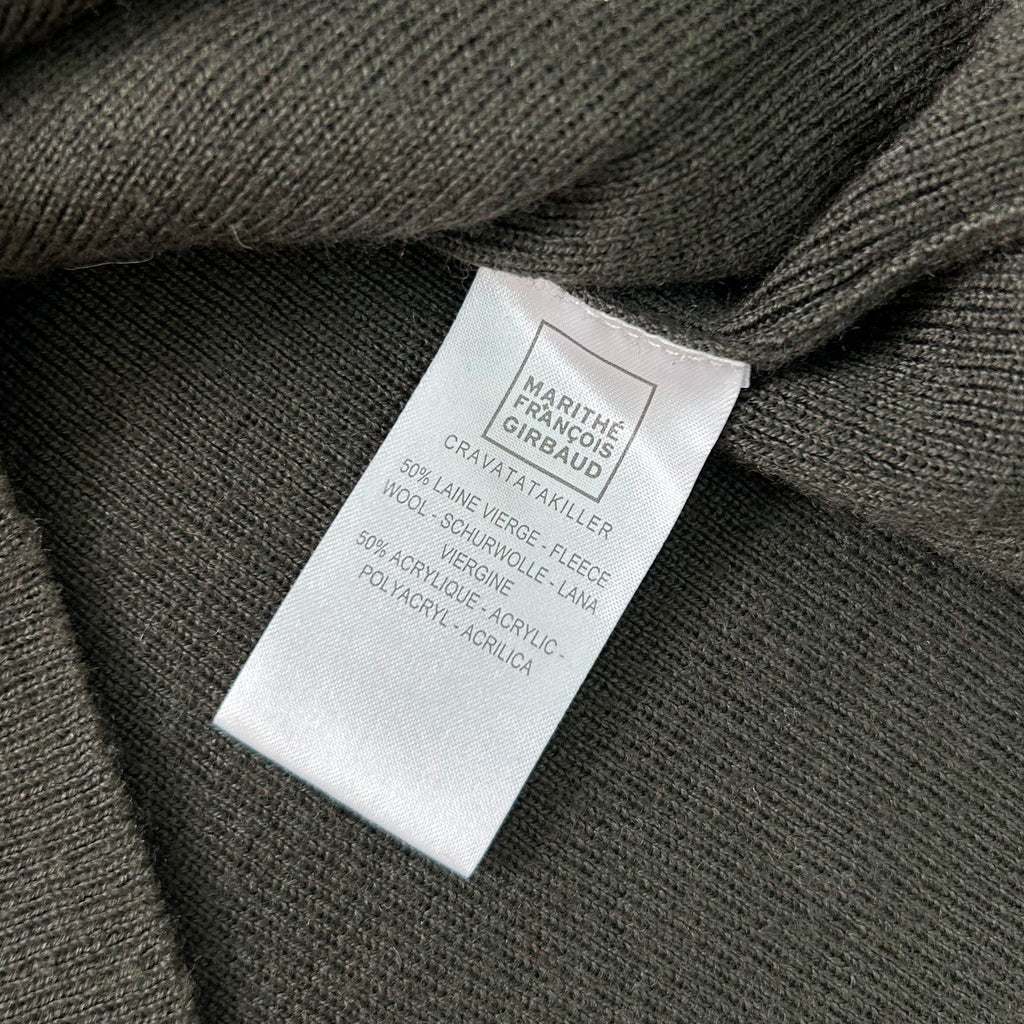 MARITHÉ
&
FRANÇOIS
GIRBAUD
CRAVATATAKILLER
50% LAINE VIERGE - FLEECE
WOOL - SCHURWOLLE - LANA
VIERGINE
50% ACRYLIQUE - ACRYLIC -
POLYACRYL - ACRILICA